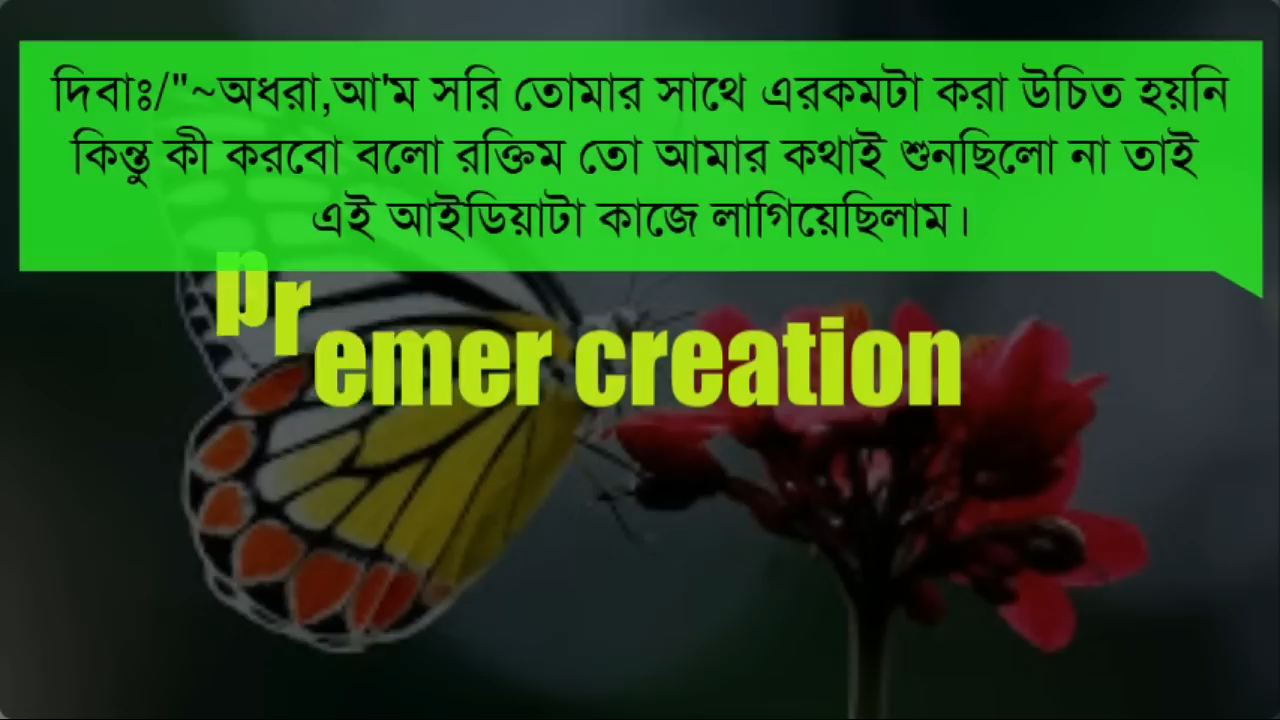 দিবাঃ/"~অধরা,আ'ম সরি তোমার সাথে এরকমটা করা উচিত হয়নি
কিন্তু কী করবো বলো রক্তিম তো আমার কথাই শুনছিলো না তাই
এই আইডিয়াটা কাজে লাগিয়েছিলাম।
premer creation